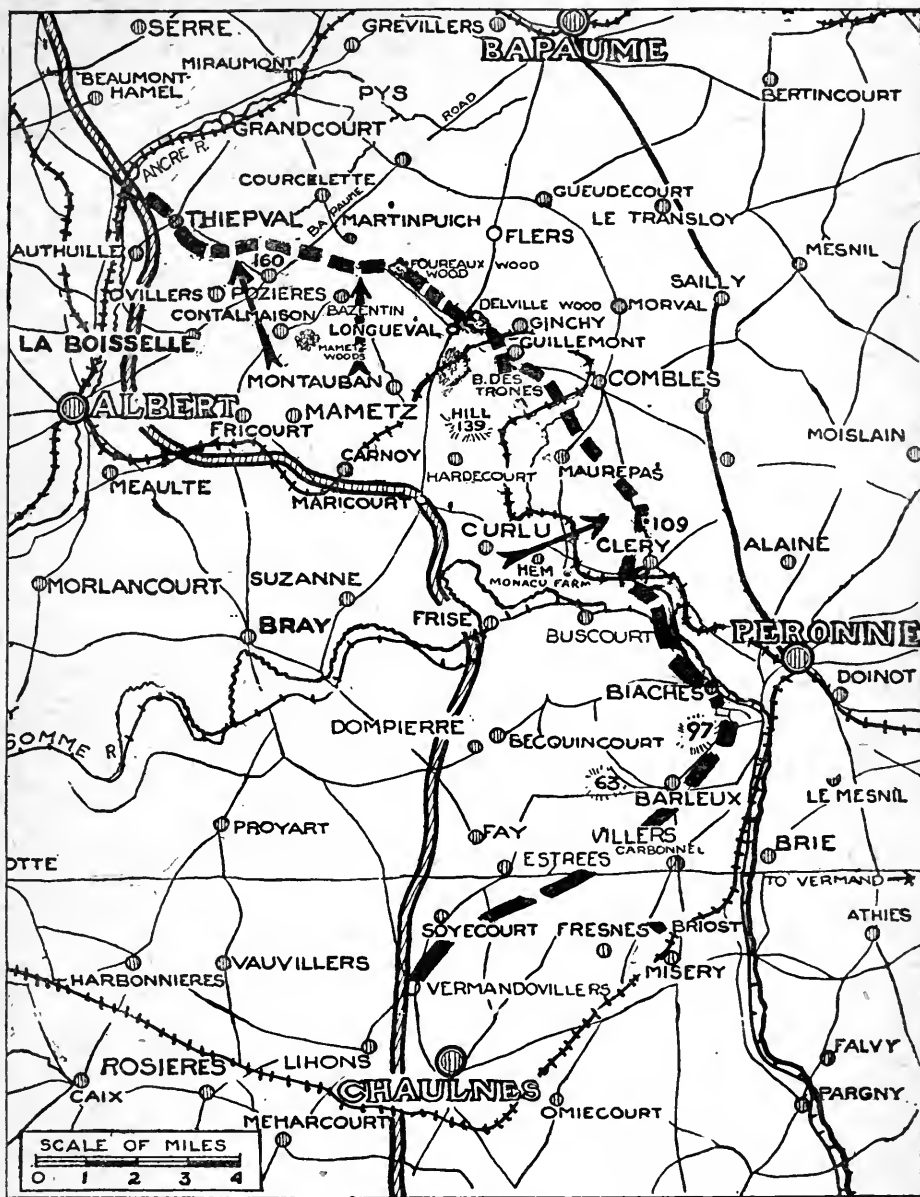 SERRE
GRÉVILLERS
BAPAUME
MIRAUMONT
BEAUMONT-
HAMEL
PYS
ROAD
BERTINCOURT
GRANDCOURT
ANCRE R.
COURCELETTE
BAPAUME
GUEUDECOURT
LE TRANSLOY
THIEPVAL
MARTINPUICH
FLERS
AUTHUILLE
160
FOUREAUX
WOOD
MESNIL
SAILLY
OVILLERS
POZIERES
BAZENTIN
DELVILLE WOOD
MORVAL
CONTALMAISON
LONGUEVAL
GINCHY
LA BOISSELLE
MAMETZ
WOODS
GUILLEMONT
MONTAUBAN
B. DES
TRONES
COMBLES
ALBERT
MAMETZ
HILL
139
FRICOURT
MOISLAIN
CARNOY
HARDECOURT
MAUREPAS
MEAULTE
MARICOURT
109
CURLU
CLERY
ALAINE
HEM
MONACU FARM
MORLANCOURT
SUZANNE
FRISE
BRAY
BUSCOURT
PERONNE
BIACHES
DOINOT
SOMME R.
DOMPIERRE
BECQUINCOURT
97
63
BARLEUX
LE MESNIL
PROYART
FAY
VILLERS
CARBONNEL
BRIE
OTTE
ESTRÉES
TO VERMAND
ATHIES
SOYECOURT
FRESNES
BRIOST
HARBONNIERES
VAUVILLERS
MISERY
VERMANDOVILLERS
ROSIERES
LIHONS
FALVY
CAIX
CHAULNES
PARGNY
MEHARCOURT
OMIECOURT
SCALE OF MILES
0 1 2 3 4